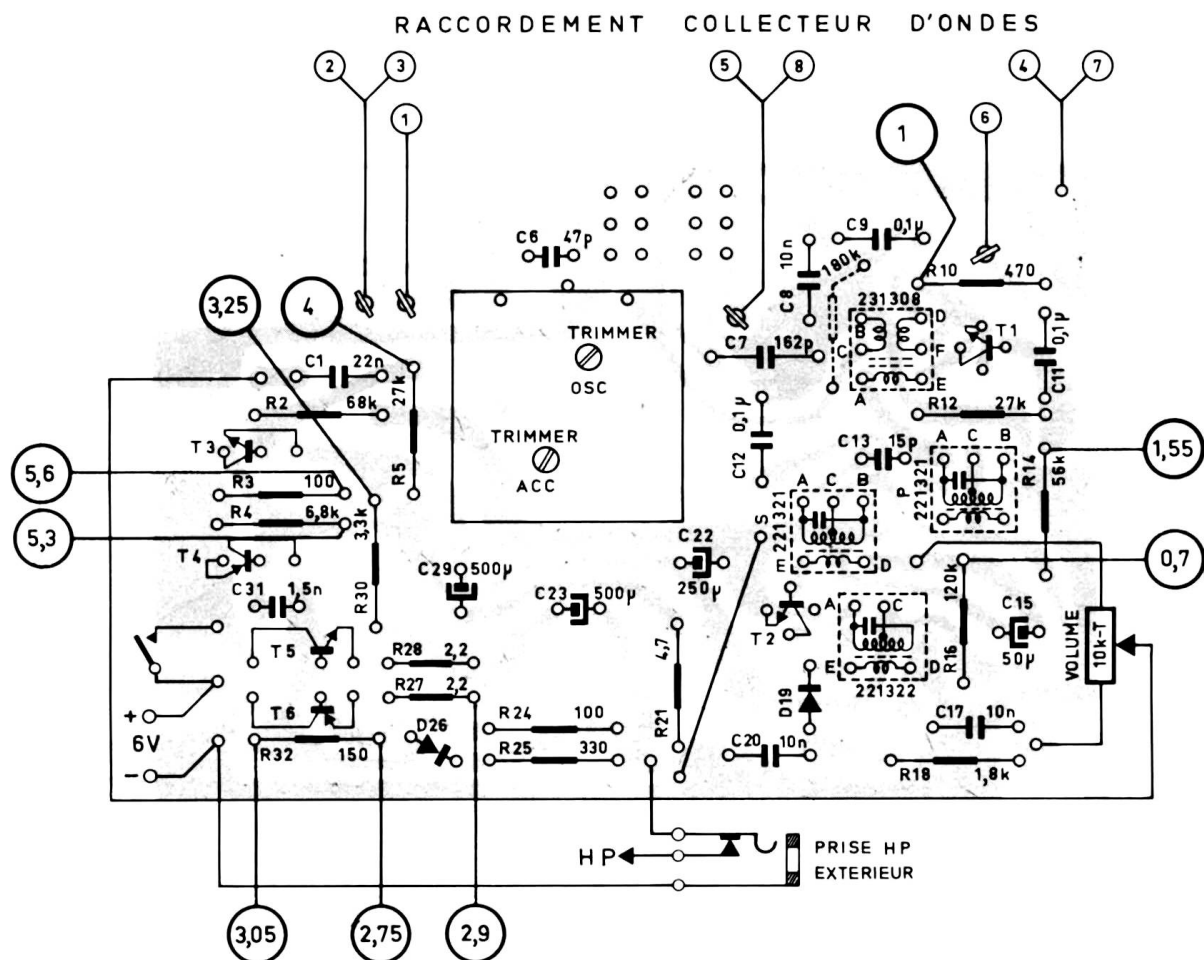 RACCORDEMENT COLLECTEUR D'ONDES
2 3 5 8 4 7
1 1 6
C6 47p
C9 0,1µ
10n
C8
180k
R10 470
3,25 4
231308
D
B
C F
A E
T1
0,1µ
C11
TRIMMER
OSC
C7 162p
C1 22n
27k
R2 68k
R5
R12 27k
0,1µ
C12
TRIMMER
ACC
T3
C13 15p
A C B
P
221321
R14
56k
1,55
5,6
R3 100
R4 6,8k
5,3
3,3k
R30
A C B
221321
E D
S
T4
C22
250µ
0,7
C31 1,5n
C29 500µ
C23 500µ
120k
R16
T2
A C
E D
221322
C15
50µ
VOLUME
10k-T
T5
R28 2,2
R27 2,2
4,7
R21
D19
T6
+
6V
-
R32 150
D26
R24 100
R25 330
C20 10n
C17 10n
R18 1,8k
HP
PRISE HP
EXTERIEUR
3,05 2,75 2,9